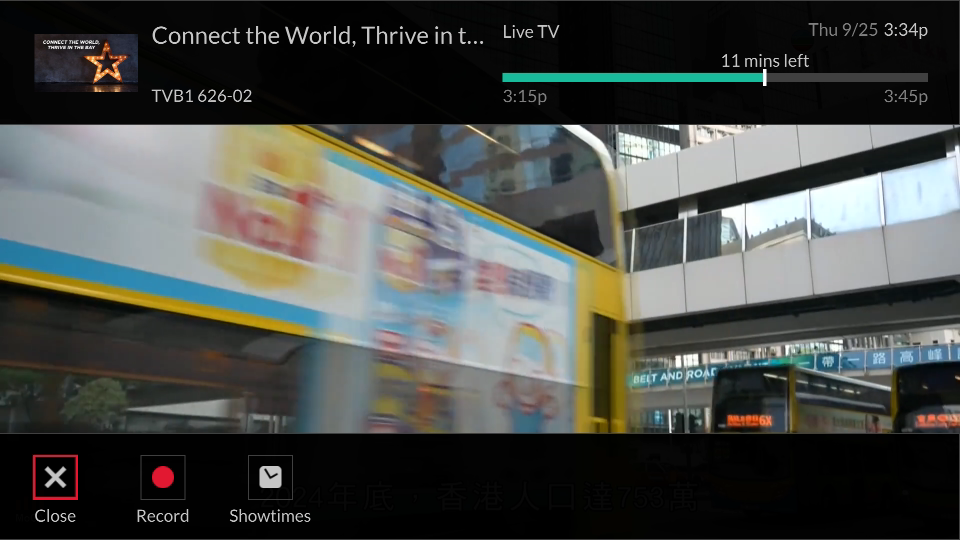 CONNECT THE WORLD,
THRIVE IN THE BAY
Connect the World, Thrive in t...
TVB1 626-02
Live TV
Thu 9/25 3:34p
11 mins left
3:15p
3:45p
BELT AND ROAD
帶一路高峰
6X
2024年底，香港人口達753萬
Close
Record
Showtimes